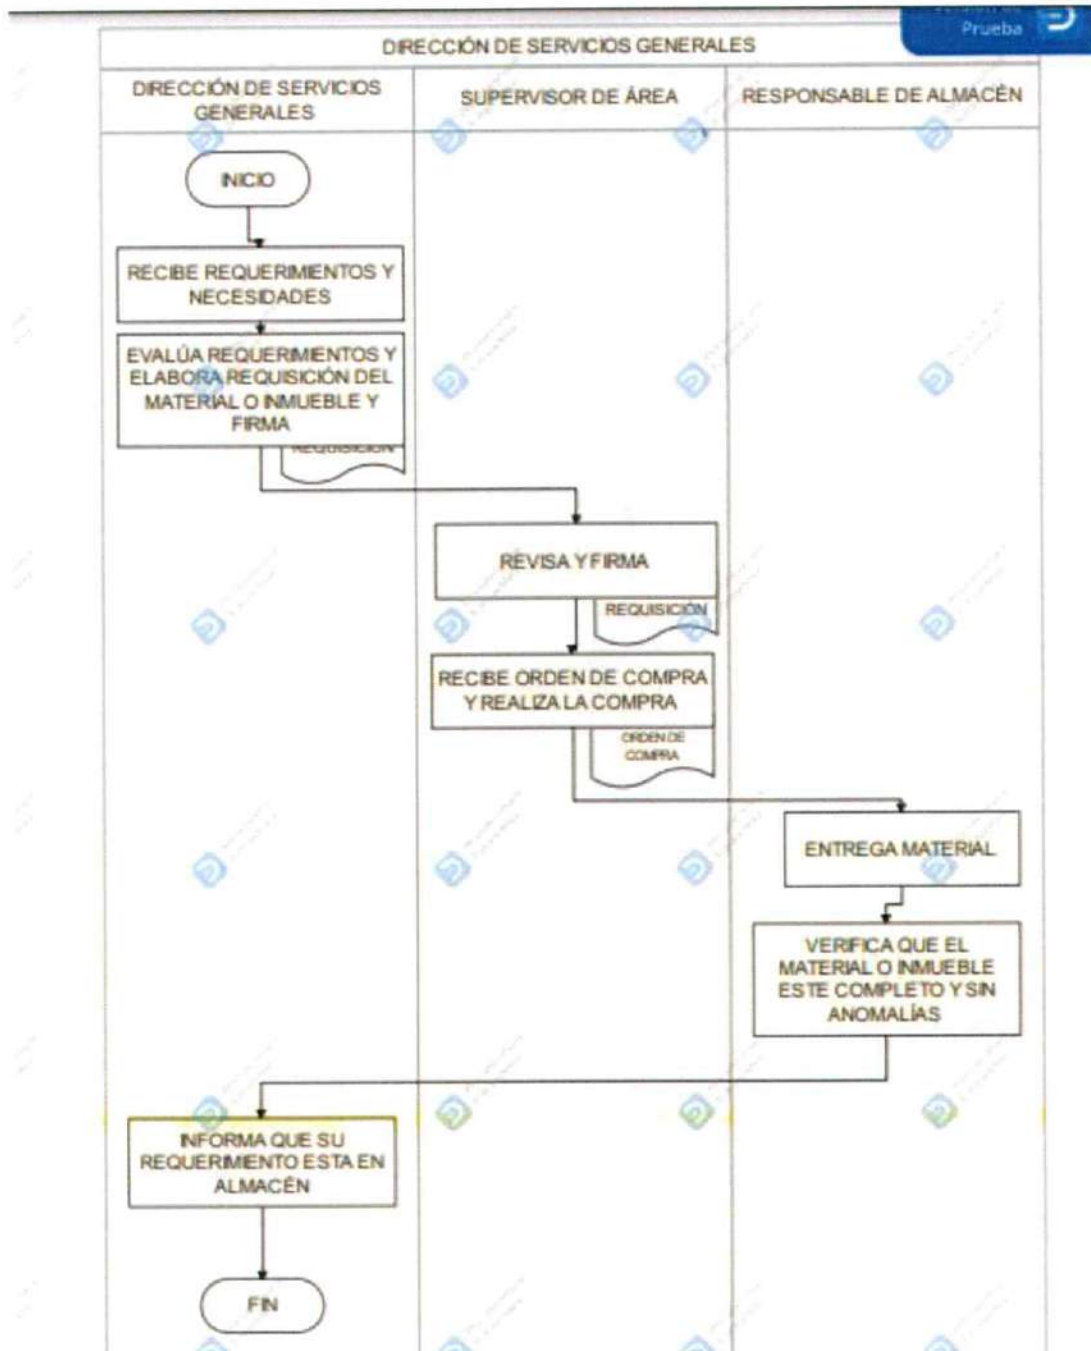 Prueba
DIRECCIÓN DE SERVICIOS GENERALES
DIRECCIÓN DE SERVICIOS
GENERALES
SUPERVISOR DE ÁREA
RESPONSABLE DE ALMACÉN
INICIO
RECIBE REQUERIMIENTOS Y
NECESIDADES
EVALÚA REQUERIMIENTOS Y
ELABORA REQUISICIÓN DEL
MATERIAL O INMUEBLE Y
FIRMA
REQUISICIÓN
REVISA Y FIRMA
REQUISICIÓN
RECIBE ORDEN DE COMPRA
Y REALIZA LA COMPRA
ORDEN DE
COMPRA
ENTREGA MATERIAL
VERIFICA QUE EL
MATERIAL O INMUEBLE
ESTE COMPLETO Y SIN
ANOMALÍAS
INFORMA QUE SU
REQUERIMIENTO ESTA EN
ALMACÉN
FIN